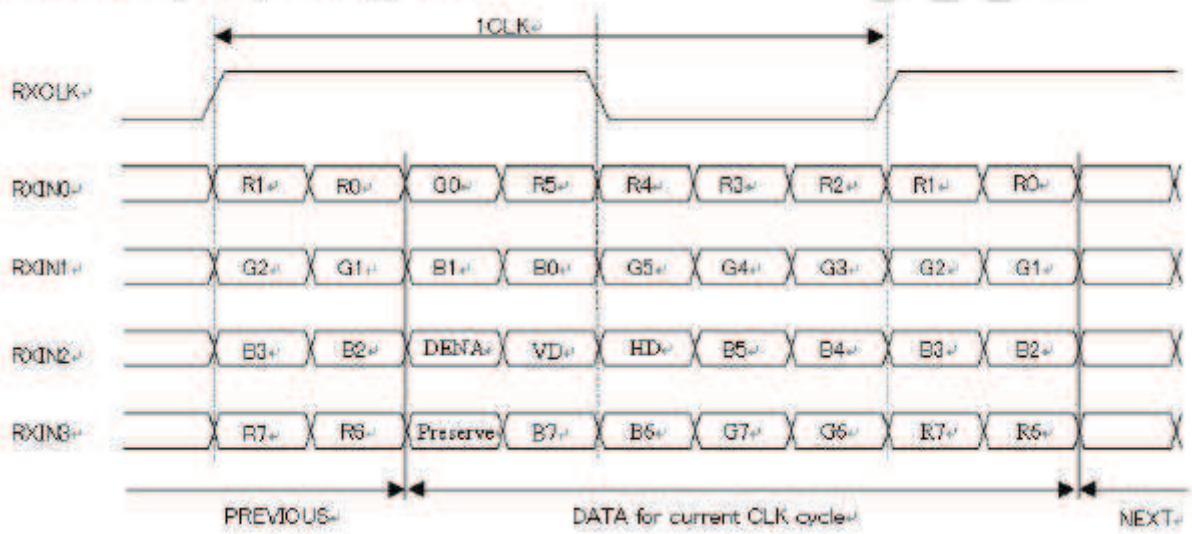 1CLK
RXCLK
RXIN0 R1 R0 G0 R5 R4 R3 R2 R1 R0
RXIN1 G2 G1 B1 B0 G5 G4 G3 G2 G1
RXIN2 B3 B2 DENA VD HD B5 B4 B3 B2
RXIN3 R7 R6 Preserve B7 B6 G7 G6 R7 R6
PREVIOUS DATA for current CLK cycle NEXT